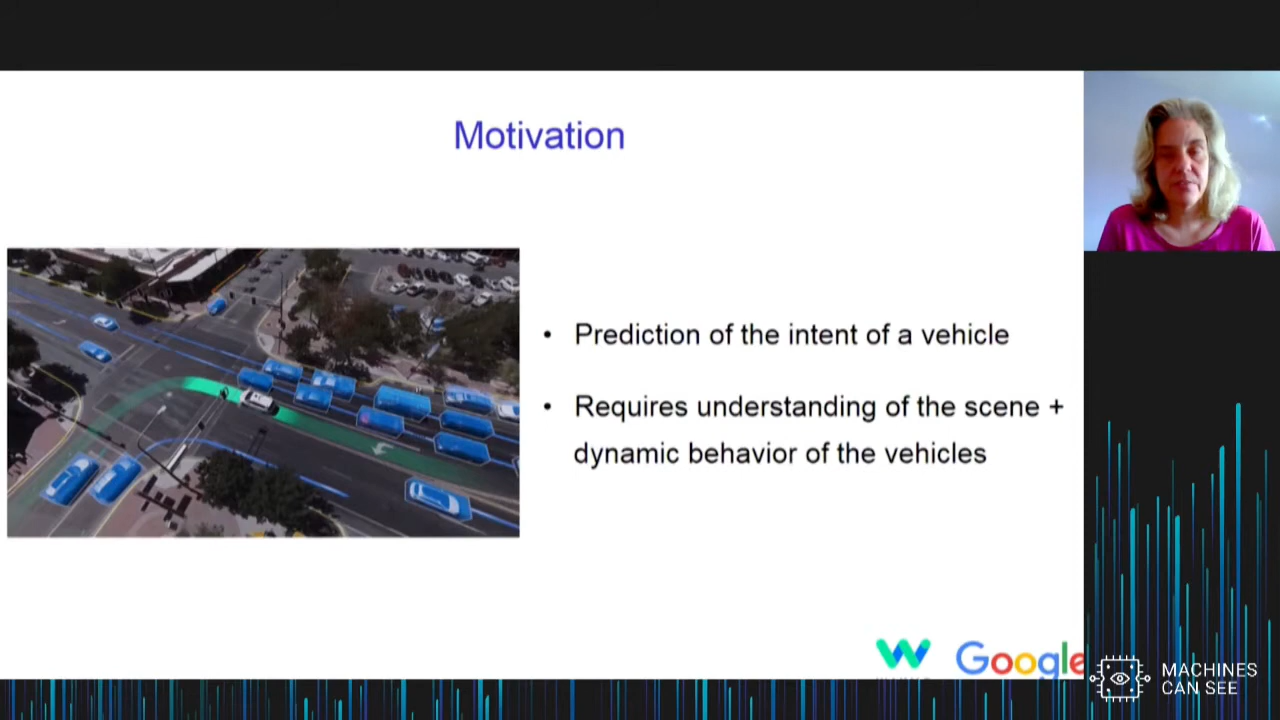 Motivation
• Prediction of the intent of a vehicle
• Requires understanding of the scene +
dynamic behavior of the vehicles
Google
MACHINES
CAN SEE